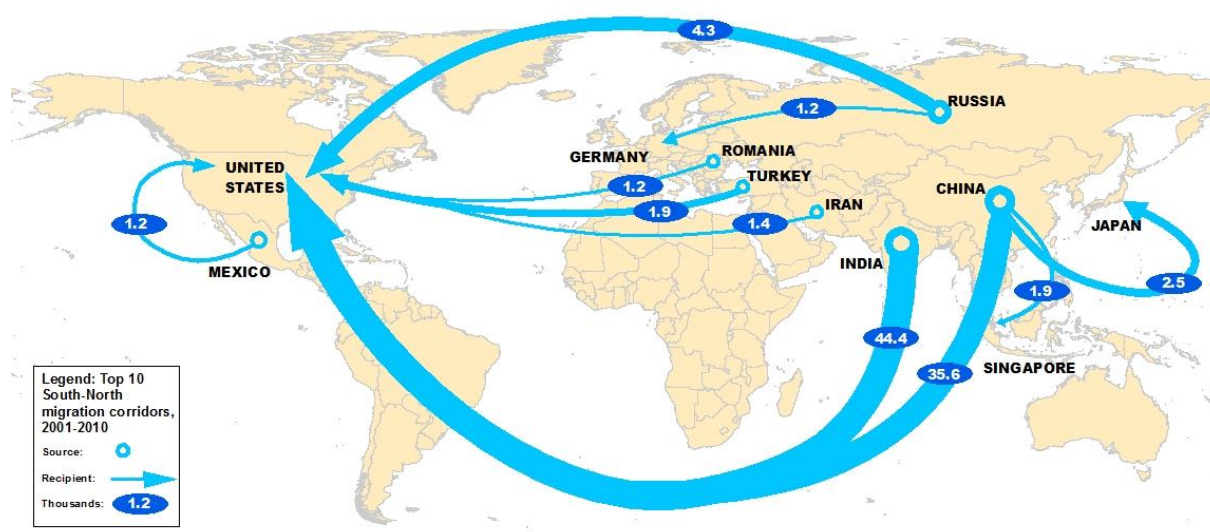 4.3
RUSSIA
1.2
GERMANY
ROMANIA
UNITED
STATES
1.2
TURKEY
CHINA
1.9
IRAN
1.4
JAPAN
1.2
MEXICO
INDIA
2.5
1.9
44.4
35.6
SINGAPORE
Legend: Top 10
South-North
migration corridors,
2001-2010
Source:
Recipient:
Thousands: 1.2